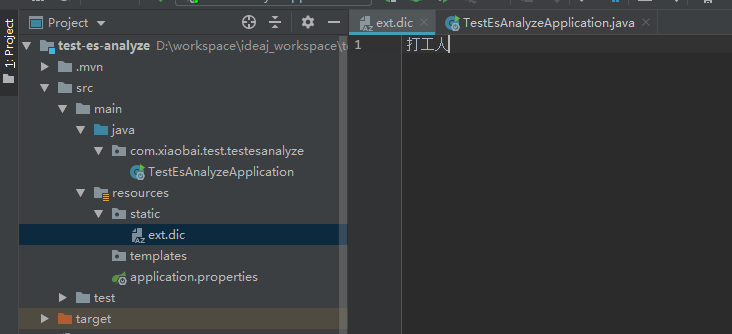 Project
ext.dic
TestEsAnalyzeApplication.java
1: Project
test-es-analyze D:\workspace\ideaj_workspace\t
.mvn
src
main
java
com.xiaobai.test.testesanalyze
TestEsAnalyzeApplication
resources
static
ext.dic
templates
application.properties
test
target
1
打工人